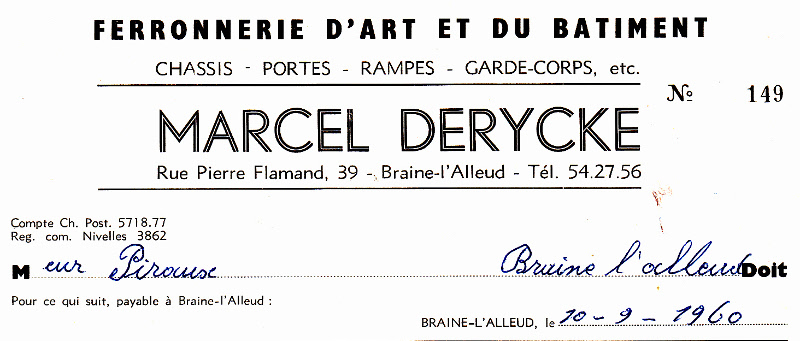 FERRONNERIE D'ART ET DU BATIMENT
CHASSIS - PORTES - RAMPES - GARDE-CORPS, etc.
№ 149
MARCEL DERYCKE
Rue Pierre Flamand, 39 - Braine-l'Alleud - Tél. 54.27.56
Compte Ch. Post. 5718.77
Reg. com. Nivelles 3862
Meur Pirouse Braine l'alleud Doit
Pour ce qui suit, payable à Braine-l'Alleud :
BRAINE-L'ALLEUD, le 10-9-1960